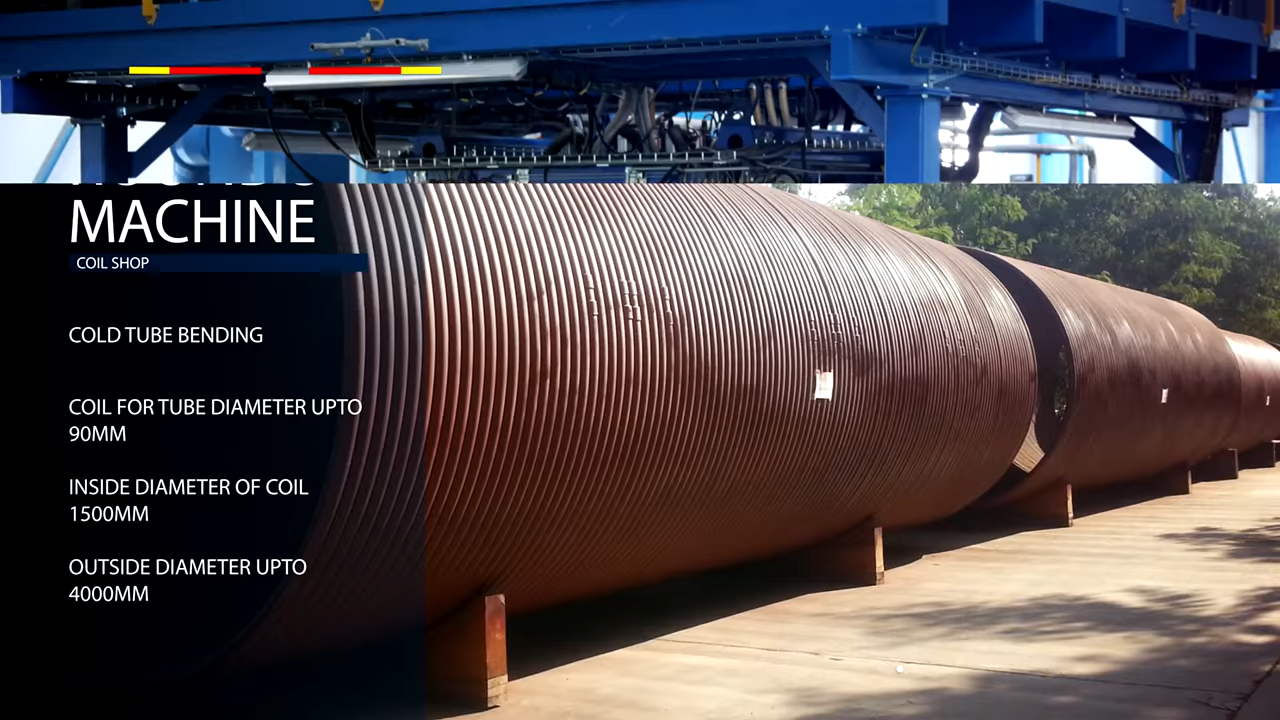 MACHINE
COIL SHOP
COLD TUBE BENDING
COIL FOR TUBE DIAMETER UPTO
90MM
INSIDE DIAMETER OF COIL
1500MM
OUTSIDE DIAMETER UPTO
4000MM